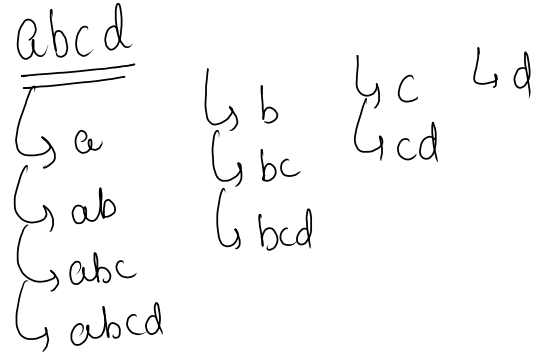 abcd
↳ a
↳ ab
↳ abc
↳ abcd
↳ b
↳ bc
↳ bcd
↳ c
↳ cd
↳ d